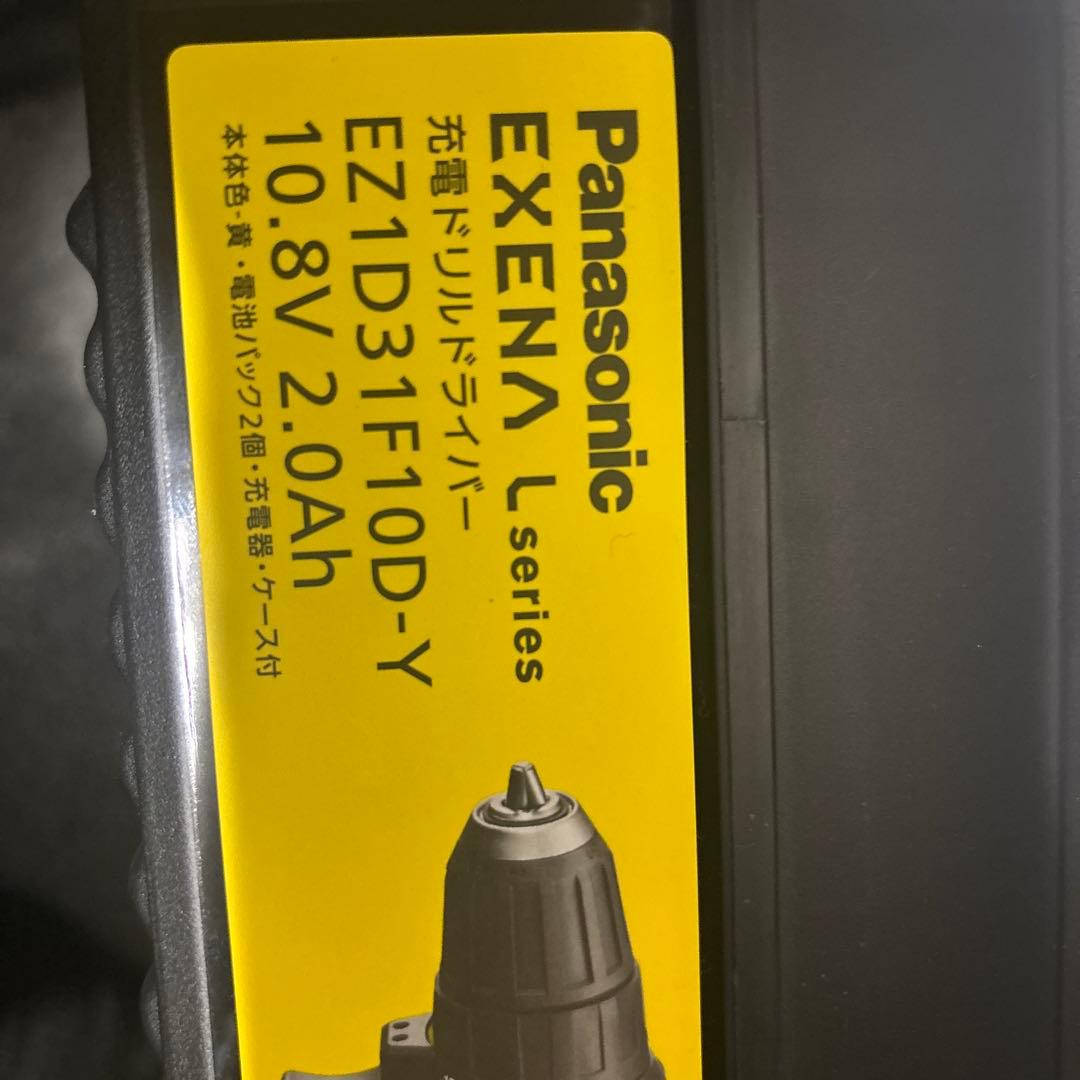 Panasonic
EXENA L series
充電ドリルドライバー
EZ1D31F10D-Y
10.8V 2.0Ah
本体色-黄・電池パック2個・充電器・ケース付